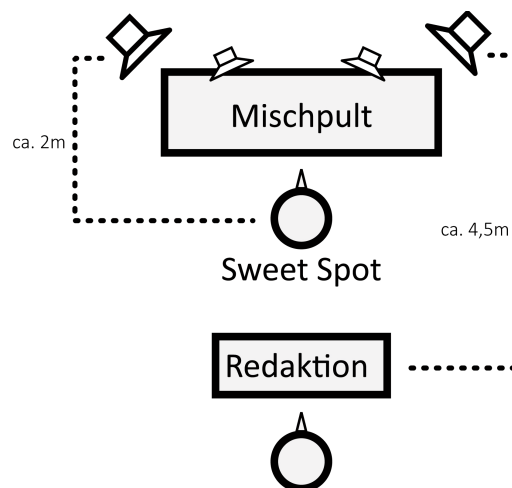 Mischpult
ca. 2m
Sweet Spot
ca. 4,5m
Redaktion